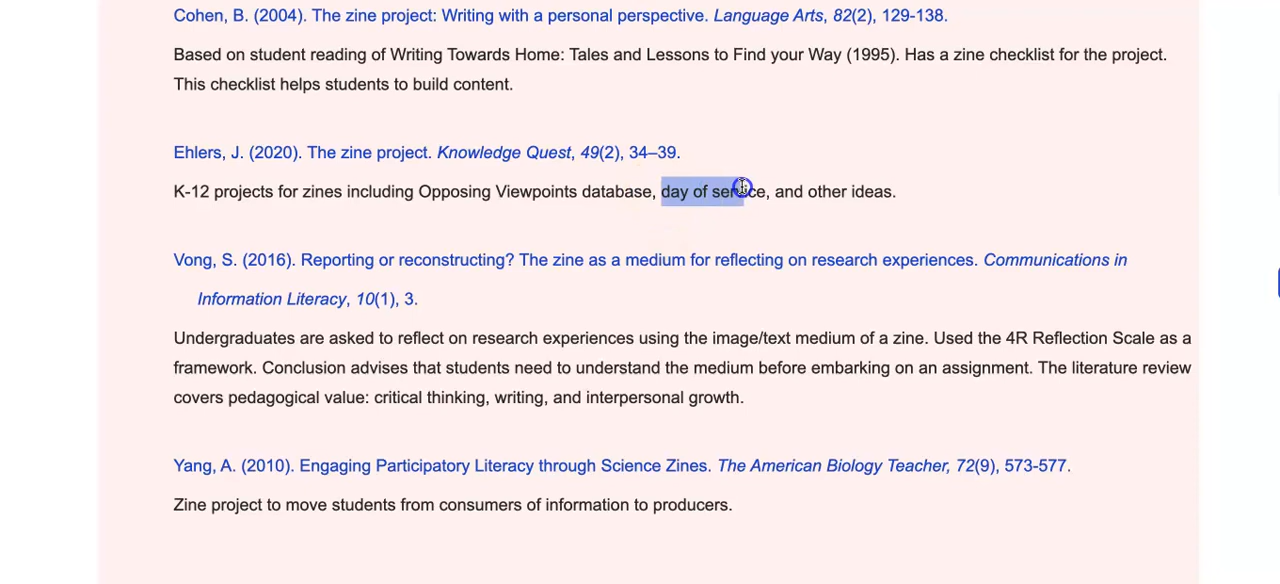 Cohen, B. (2004). The zine project: Writing with a personal perspective. Language Arts, 82(2), 129-138.
Based on student reading of Writing Towards Home: Tales and Lessons to Find your Way (1995). Has a zine checklist for the project.
This checklist helps students to build content.
Ehlers, J. (2020). The zine project. Knowledge Quest, 49(2), 34–39.
K-12 projects for zines including Opposing Viewpoints database, day of service, and other ideas.
Vong, S. (2016). Reporting or reconstructing? The zine as a medium for reflecting on research experiences. Communications in
Information Literacy, 10(1), 3.
Undergraduates are asked to reflect on research experiences using the image/text medium of a zine. Used the 4R Reflection Scale as a
framework. Conclusion advises that students need to understand the medium before embarking on an assignment. The literature review
covers pedagogical value: critical thinking, writing, and interpersonal growth.
Yang, A. (2010). Engaging Participatory Literacy through Science Zines. The American Biology Teacher, 72(9), 573-577.
Zine project to move students from consumers of information to producers.